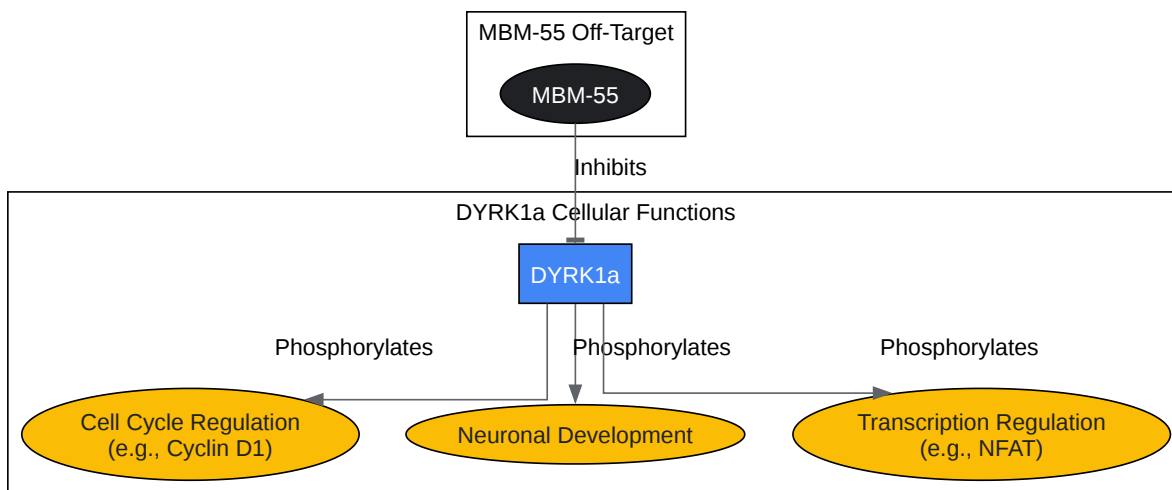 MBM-55 Off-Target
MBM-55
Inhibits
DYRK1a Cellular Functions
DYRK1a
Phosphorylates
Phosphorylates
Phosphorylates
Cell Cycle Regulation
(e.g., Cyclin D1)
Neuronal Development
Transcription Regulation
(e.g., NFAT)